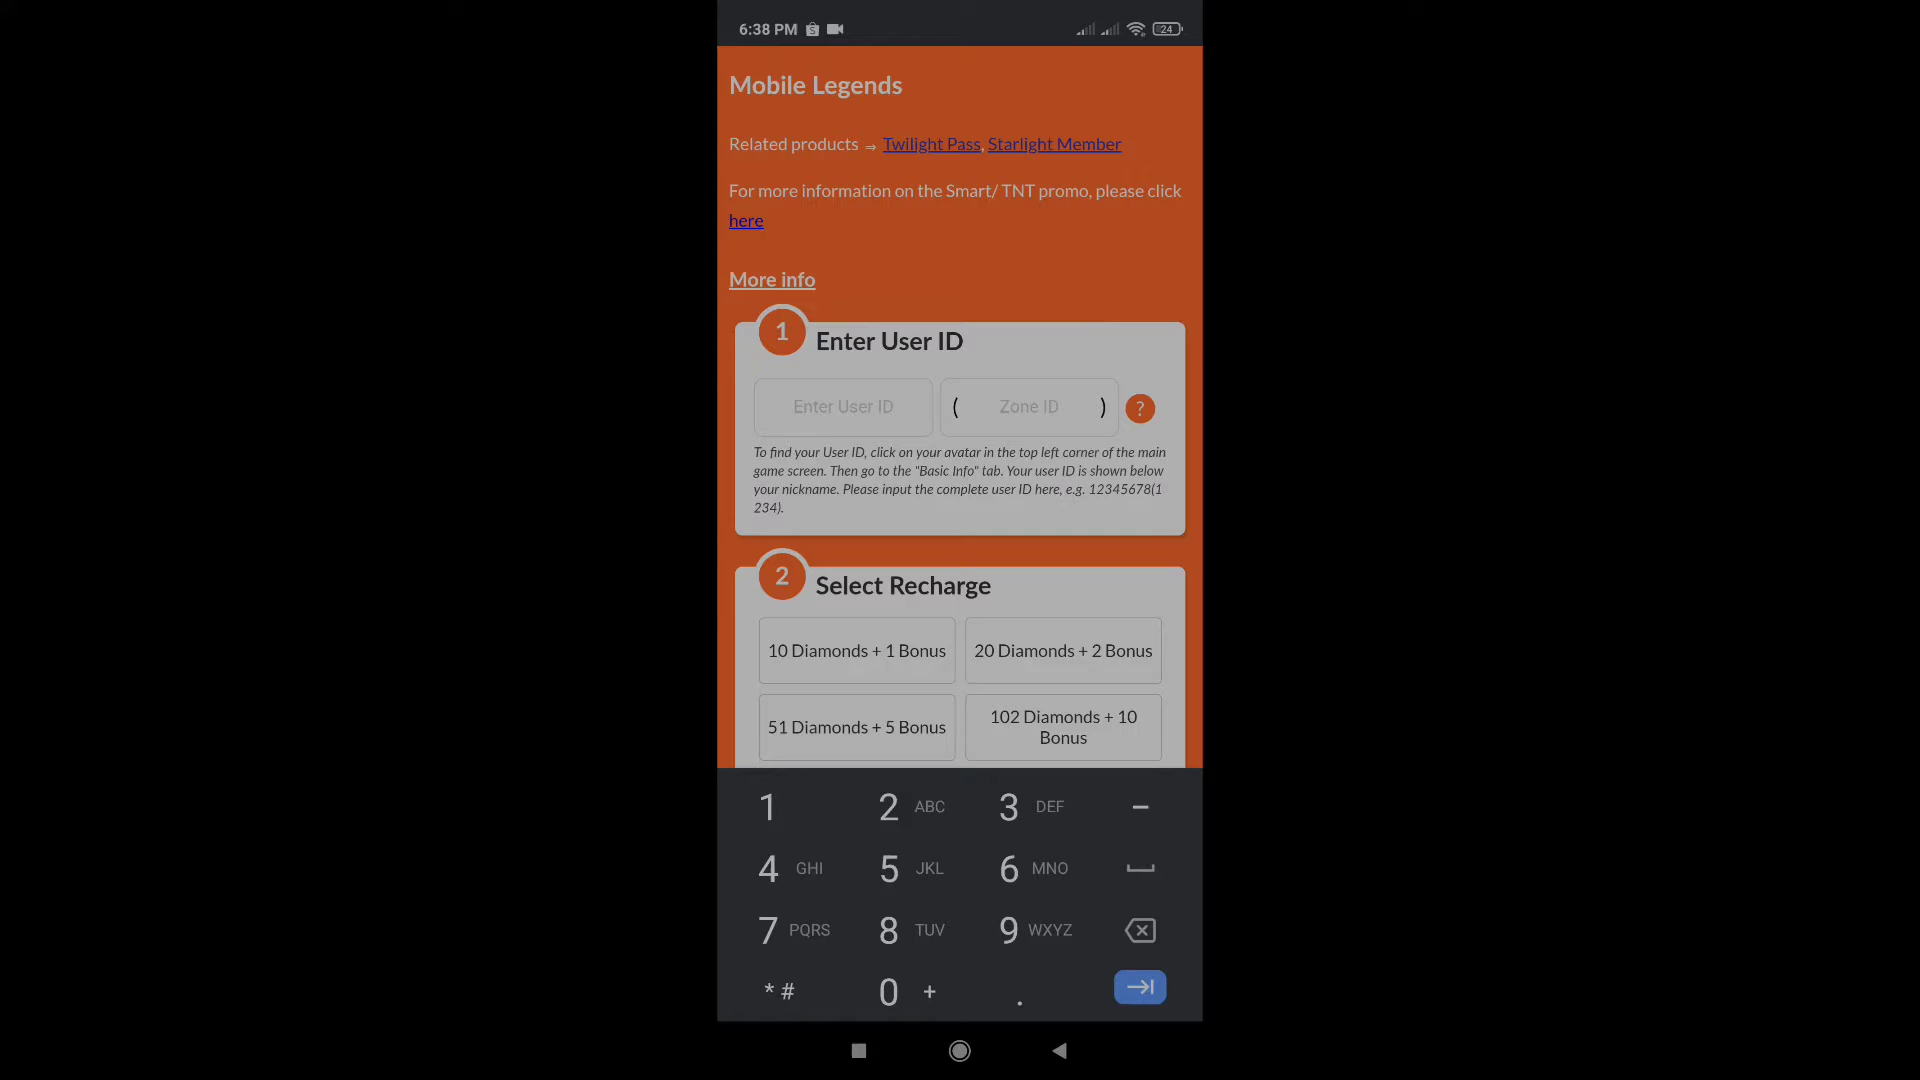 6:38 PM
24
Mobile Legends
Related products ⇒ Twilight Pass, Starlight Member
For more information on the Smart/ TNT promo, please click
here
More info
1 Enter User ID
Enter User ID ( Zone ID ) ?
To find your User ID, click on your avatar in the top left corner of the main
game screen. Then go to the "Basic Info" tab. Your user ID is shown below
your nickname. Please input the complete user ID here, e.g. 12345678(1
234).
2 Select Recharge
10 Diamonds + 1 Bonus
20 Diamonds + 2 Bonus
51 Diamonds + 5 Bonus
102 Diamonds + 10
Bonus
1 2 ABC 3 DEF –
4 GHI 5 JKL 6 MNO
7 PQRS 8 TUV 9 WXYZ
* # 0 + .